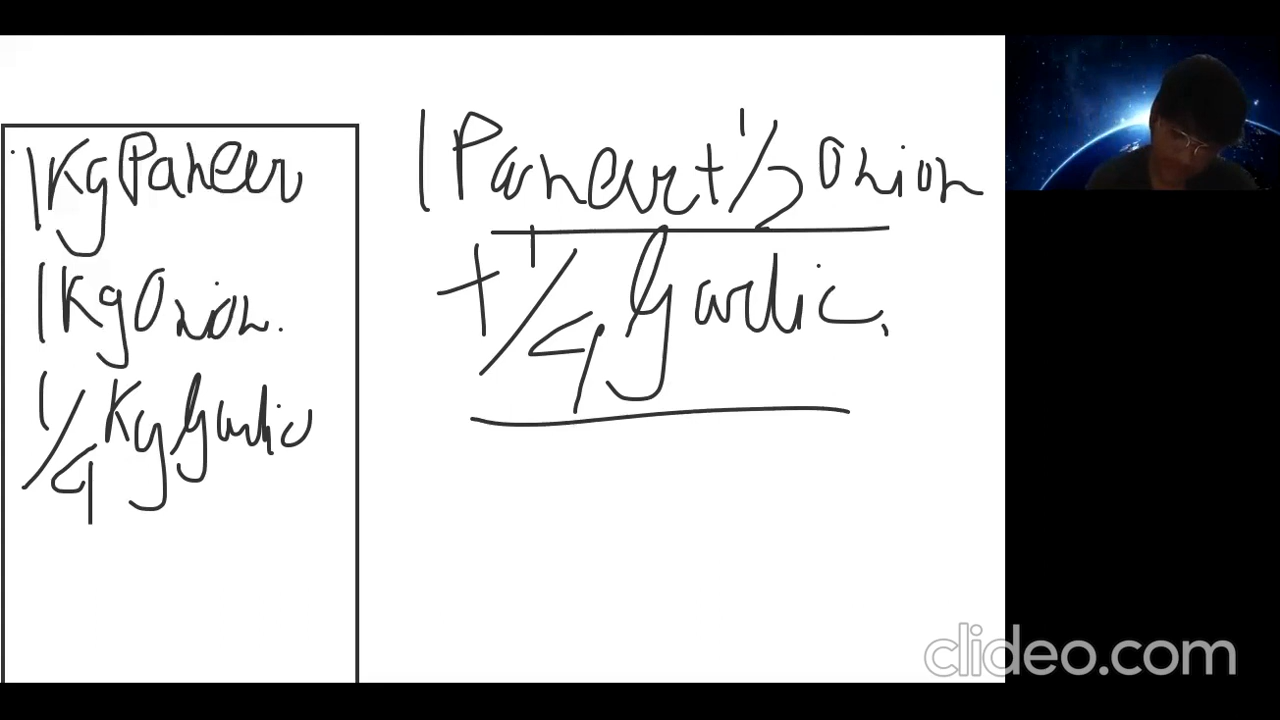 1Kg Paneer
1Kg Onion.
1/4 Kg Garlic
1 Paneer + 1/2 Onion
+ 1/4 Garlic.
clideo.com